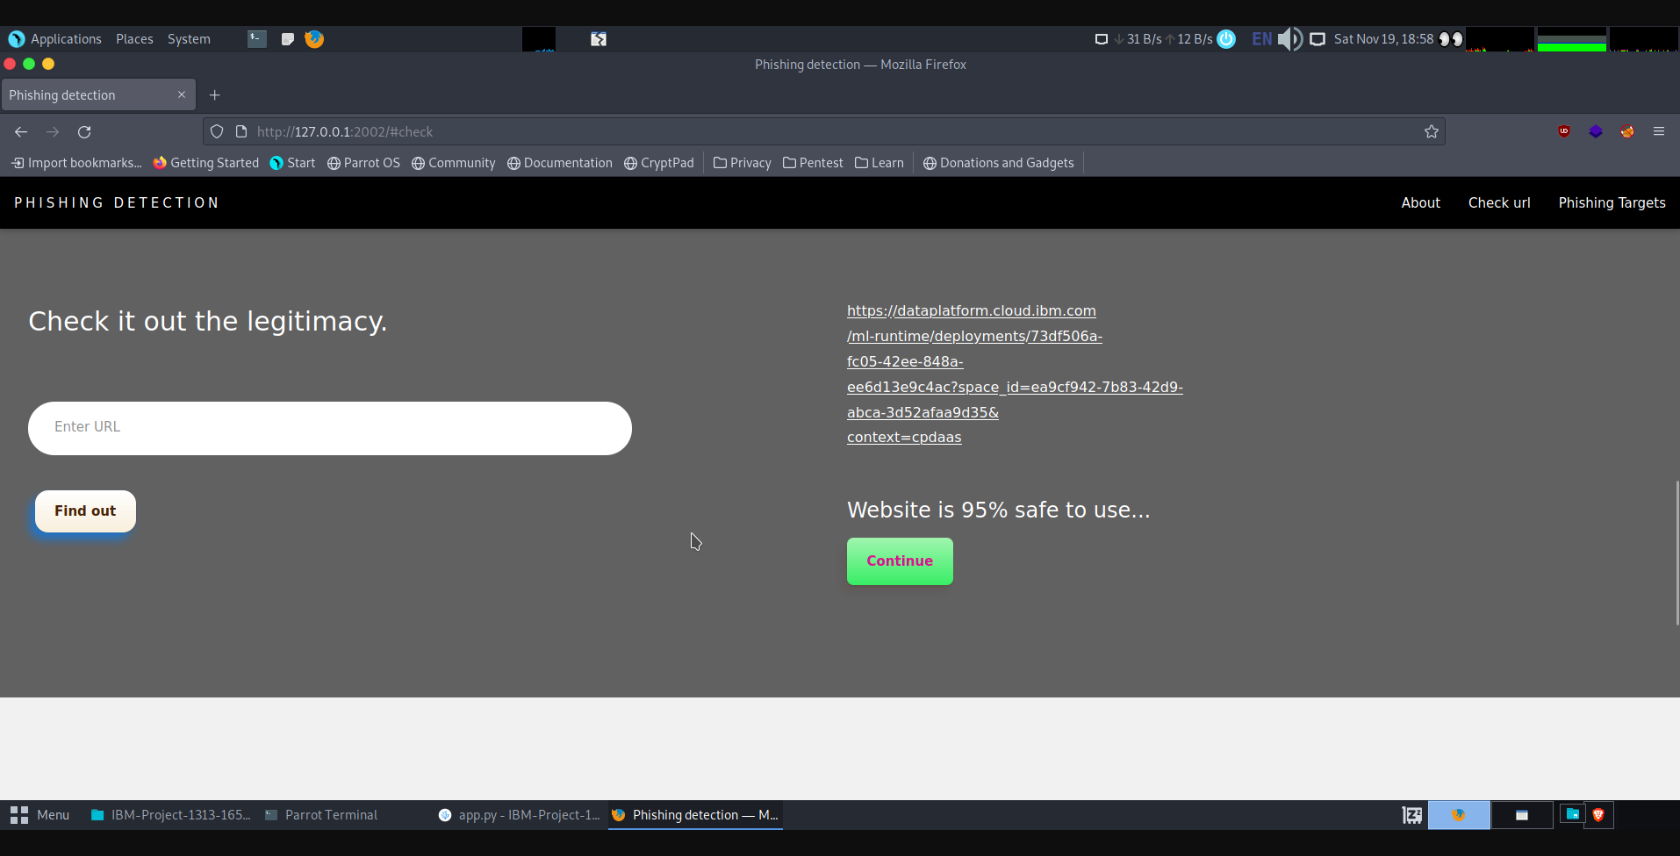 Applications Places System
31 B/s 12 B/s EN Sat Nov 19, 18:58
Phishing detection — Mozilla Firefox
Phishing detection
http://127.0.0.1:2002/#check
Import bookmarks... Getting Started Start Parrot OS Community Documentation CryptPad Privacy Pentest Learn Donations and Gadgets
PHISHING DETECTION
About Check url Phishing Targets
Check it out the legitimacy.
Enter URL
Find out
https://dataplatform.cloud.ibm.com
/ml-runtime/deployments/73df506a-
fc05-42ee-848a-
ee6d13e9c4ac?space_id=ea9cf942-7b83-42d9-
abca-3d52afaa9d35&
context=cpdaas
Website is 95% safe to use...
Continue
Menu IBM-Project-1313-165... Parrot Terminal app.py - IBM-Project-1... Phishing detection — M...